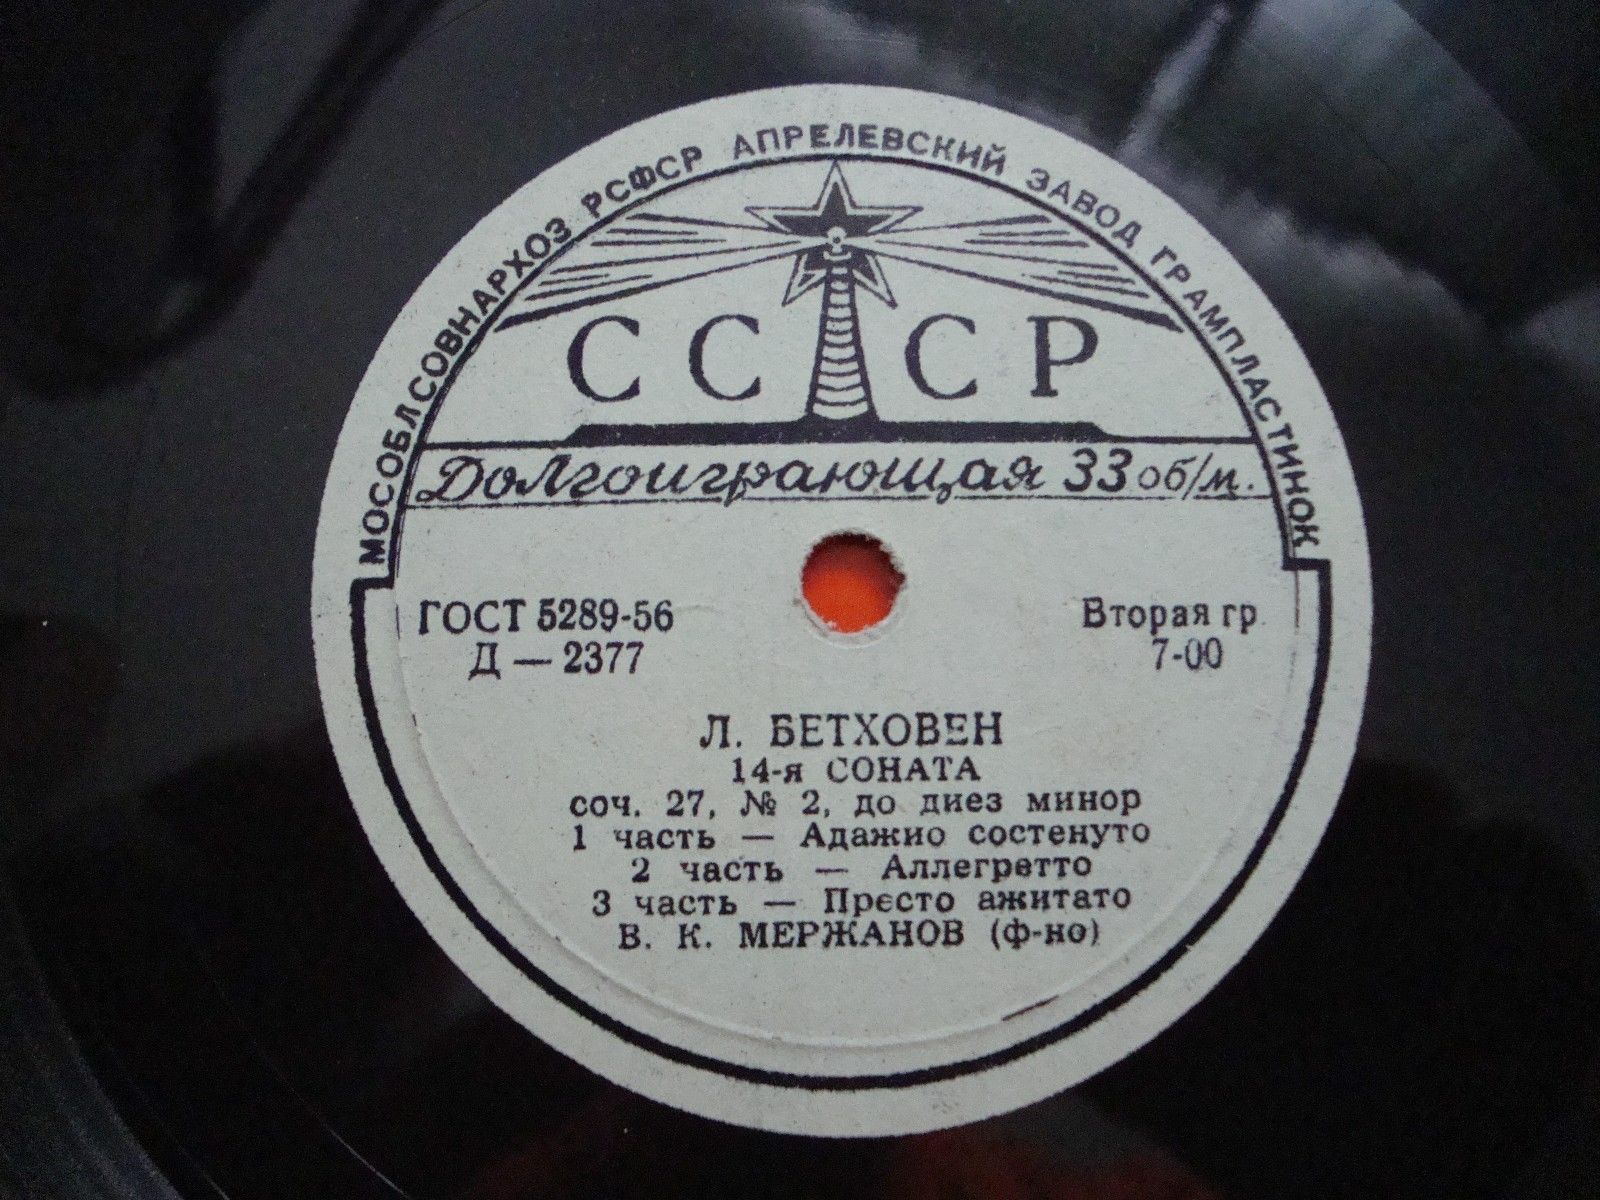 МОСОБЛСОВНАРХОЗ РСФСР АПРЕЛЕВСКИЙ ЗАВОД ГРАМПЛАСТИНОК
СССР
Долгоиграющая 33 об/м.
ГОСТ 5289-56
Д — 2377
Вторая гр.
7-00
Л. БЕТХОВЕН
14-я СОНАТА
соч. 27, № 2, до диез минор
1 часть — Адажио состенуто
2 часть — Аллегретто
3 часть — Престо ажитато
В. К. МЕРЖАНОВ (ф-но)